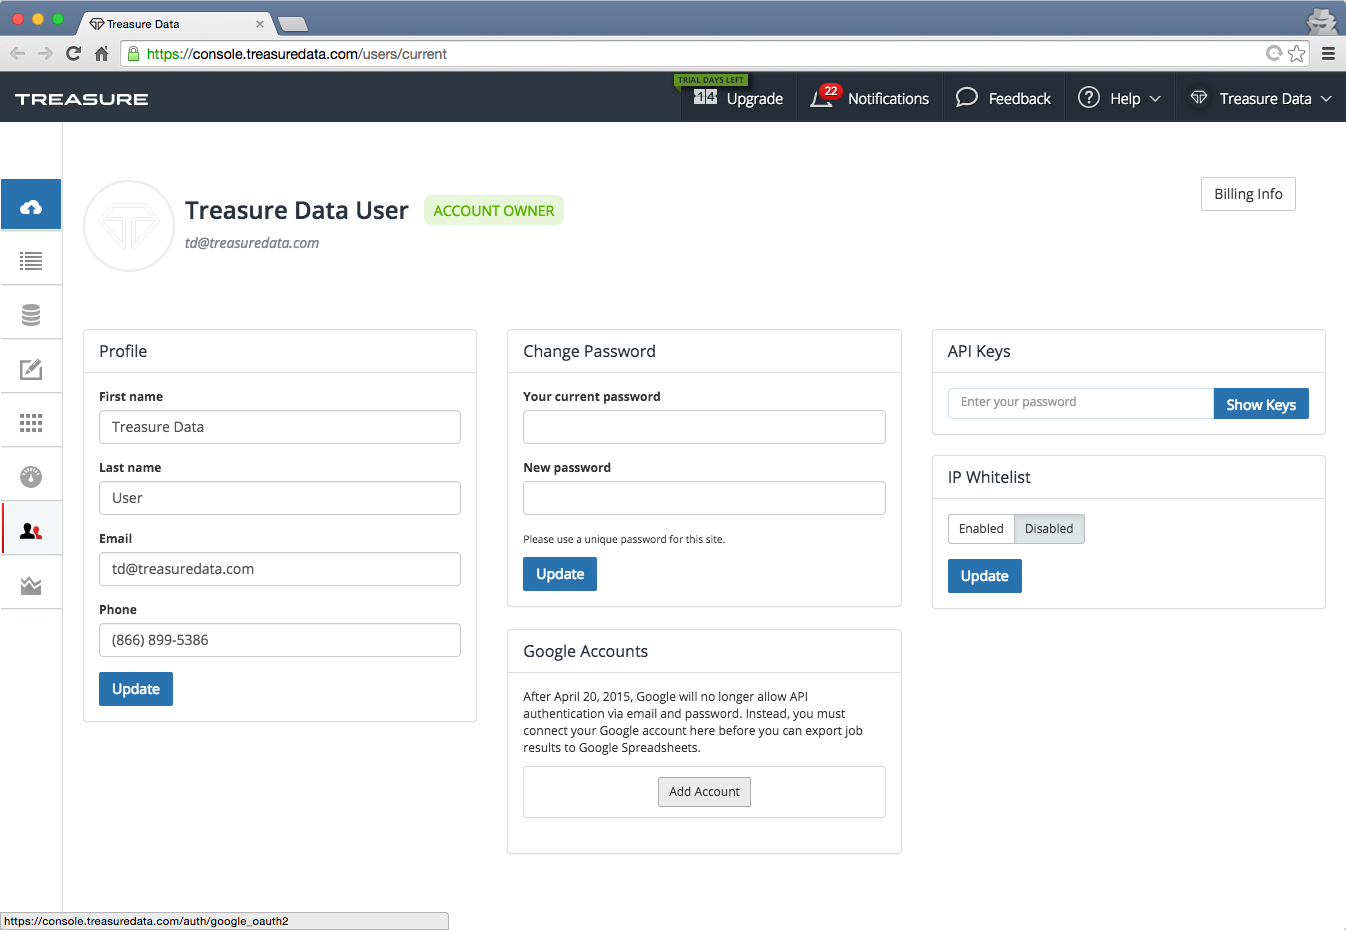 Treasure Data
https://console.treasuredata.com/users/current
TREASURE
TRIAL DAYS LEFT
14 Upgrade
22 Notifications
Feedback
Help
Treasure Data
Treasure Data User
ACCOUNT OWNER
td@treasuredata.com
Billing Info
Profile
First name
Treasure Data
Last name
User
Email
td@treasuredata.com
Phone
(866) 899-5386
Update
Change Password
Your current password
New password
Please use a unique password for this site.
Update
Google Accounts
After April 20, 2015, Google will no longer allow API
authentication via email and password. Instead, you must
connect your Google account here before you can export job
results to Google Spreadsheets.
Add Account
API Keys
Enter your password
Show Keys
IP Whitelist
Enabled
Disabled
Update
https://console.treasuredata.com/auth/google_oauth2